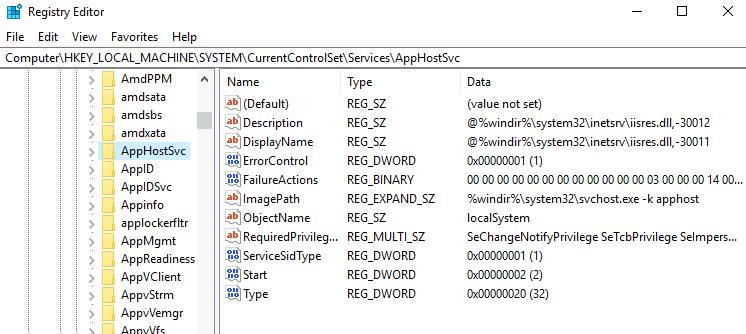 Registry Editor
File Edit View Favorites Help
Computer\HKEY_LOCAL_MACHINE\SYSTEM\CurrentControlSet\Services\AppHostSvc
AmdPPM
amdsata
amdsbs
amdxata
AppHostSvc
AppID
AppIDSvc
Appinfo
applockerfltr
AppMgmt
AppReadiness
AppVClient
AppvStrm
AppvVemgr
AppvVfs
Name Type Data
(Default) REG_SZ (value not set)
Description REG_SZ @%windir%\system32\inetsrv\iisres.dll,-30012
DisplayName REG_SZ @%windir%\system32\inetsrv\iisres.dll,-30011
ErrorControl REG_DWORD 0x00000001 (1)
FailureActions REG_BINARY 00 00 00 00 00 00 00 00 00 00 00 00 03 00 00 00 14 00...
ImagePath REG_EXPAND_SZ %windir%\system32\svchost.exe -k apphost
ObjectName REG_SZ localSystem
RequiredPrivileg... REG_MULTI_SZ SeChangeNotifyPrivilege SeTcbPrivilege SeImpers...
ServiceSidType REG_DWORD 0x00000001 (1)
Start REG_DWORD 0x00000002 (2)
Type REG_DWORD 0x00000020 (32)